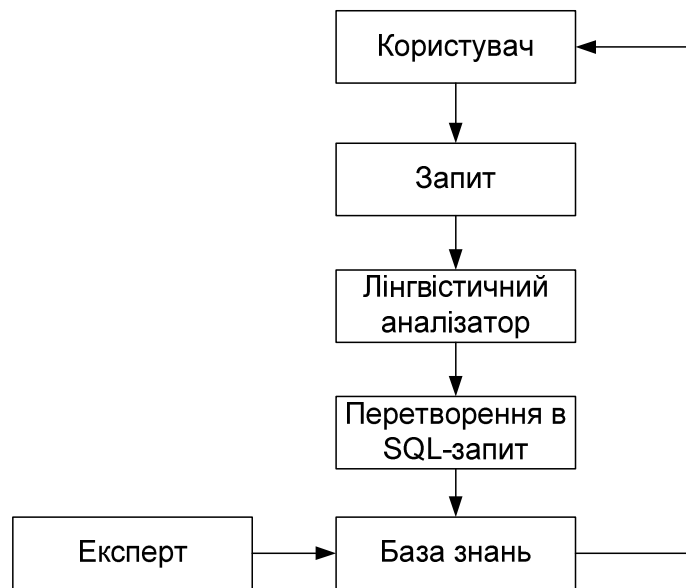 Користувач
Запит
Лінгвістичний
аналізатор
Перетворення в
SQL-запит
Експерт
База знань